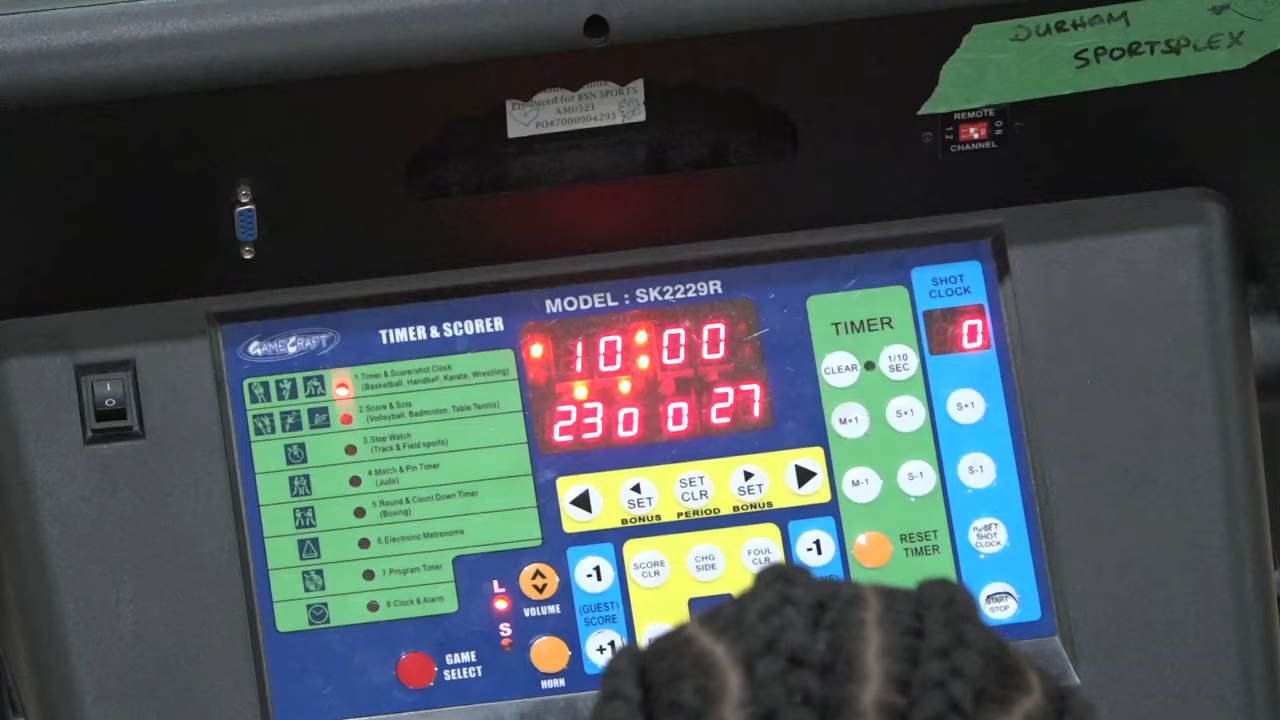 DURHAM
SPORTSPLEX
Produced for BSN SPORTS
AM0321
PO#7000904293
REMOTE
1 2
ON
CHANNEL
MODEL : SK2229R
GAMECRAFT
TIMER & SCORER
1.Timer & Score/shot Clock
(Basketball, Handball, Karate, Wrestling)
2.Score & Sets
(Volleyball, Badminton, Table Tennis)
3.Stop Watch
(Track & Field sports)
4.Match & Pin Timer
(Judo)
5.Round & Count Down Timer
(Boxing)
6.Electronic Metronome
7.Program Timer
8.Clock & Alarm
10:00
23 0 0 27
SET
BONUS
SET
CLR
PERIOD
SET
BONUS
TIMER
CLEAR
1/10
SEC
M+1
S+1
M-1
S-1
RESET
TIMER
SHOT
CLOCK
0
S+1
S-1
RESET
SHOT
CLOCK
START
/STOP
L
S
VOLUME
HORN
GAME
SELECT
-1
(GUEST)
SCORE
+1
SCORE
CLR
CHG
SIDE
FOUL
CLR
-1